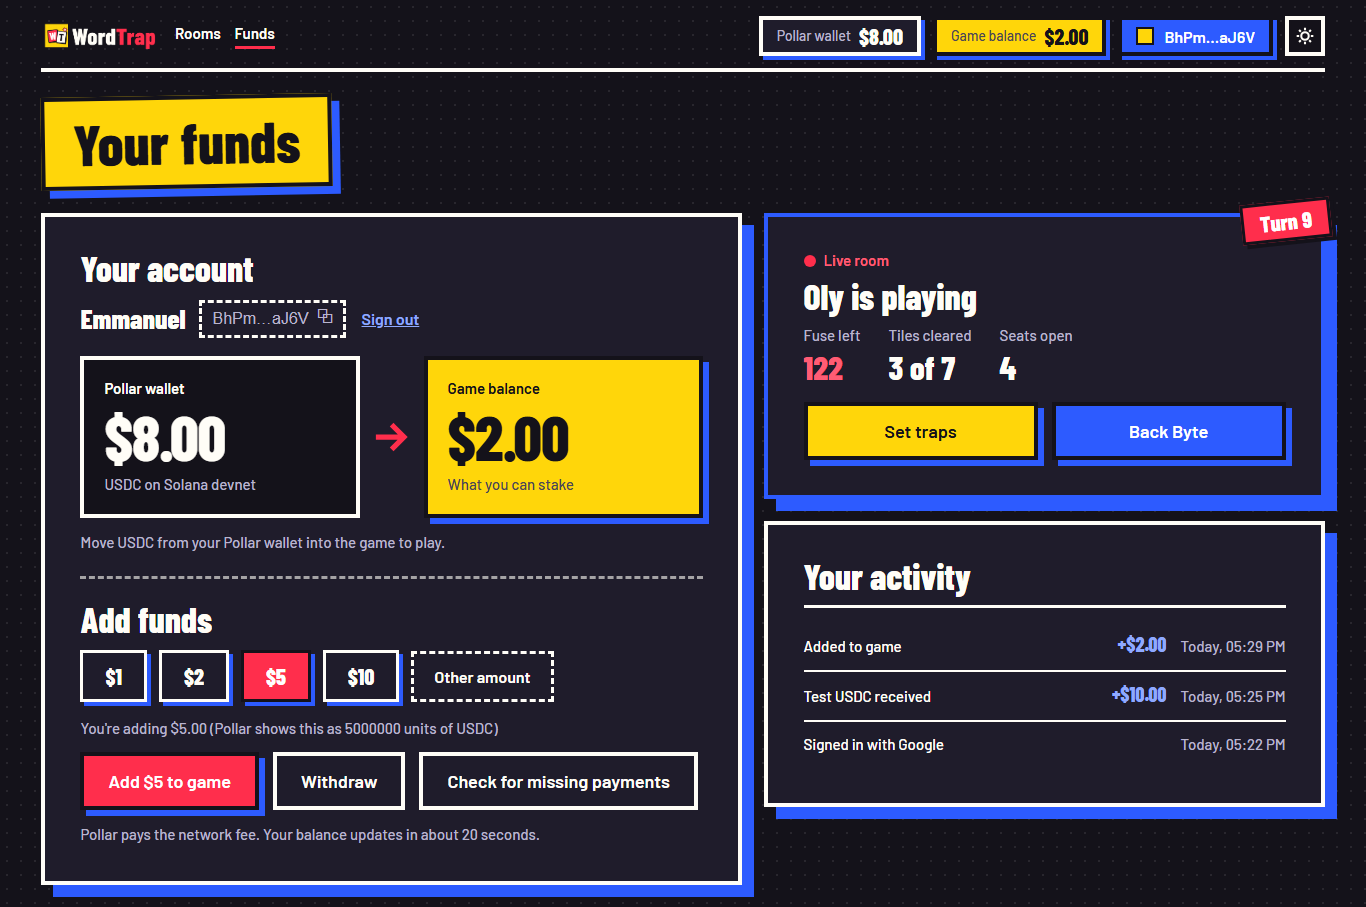 WT WordTrap Rooms Funds Pollar wallet $8.00 Game balance $2.00 BhPm...aJ6V
Your funds
Your account
Emmanuel BhPm...aJ6V Sign out
Pollar wallet
$8.00
USDC on Solana devnet
Game balance
$2.00
What you can stake
Move USDC from your Pollar wallet into the game to play.
Add funds
$1 $2 $5 $10 Other amount
You're adding $5.00 (Pollar shows this as 5000000 units of USDC)
Add $5 to game Withdraw Check for missing payments
Pollar pays the network fee. Your balance updates in about 20 seconds.
Turn 9
Live room
Oly is playing
Fuse left Tiles cleared Seats open
122 3 of 7 4
Set traps Back Byte
Your activity
Added to game +$2.00 Today, 05:29 PM
Test USDC received +$10.00 Today, 05:25 PM
Signed in with Google Today, 05:22 PM